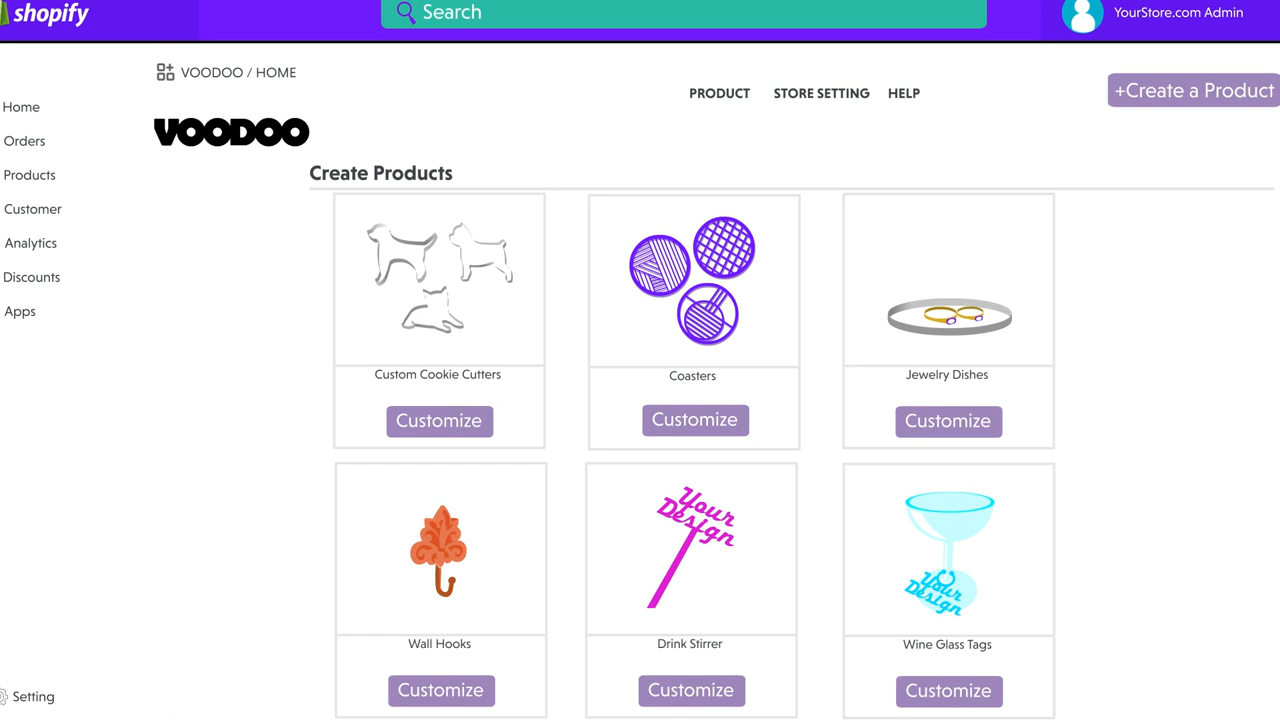 shopify
Search
YourStore.com Admin
VOODOO / HOME
PRODUCT
STORE SETTING
HELP
+Create a Product
Home
Orders
Products
Customer
Analytics
Discounts
Apps
Setting
VOODOO
Create Products
Custom Cookie Cutters
Customize
Coasters
Customize
Jewelry Dishes
Customize
Wall Hooks
Customize
Your
Design
Drink Stirrer
Customize
Your
Design
Wine Glass Tags
Customize